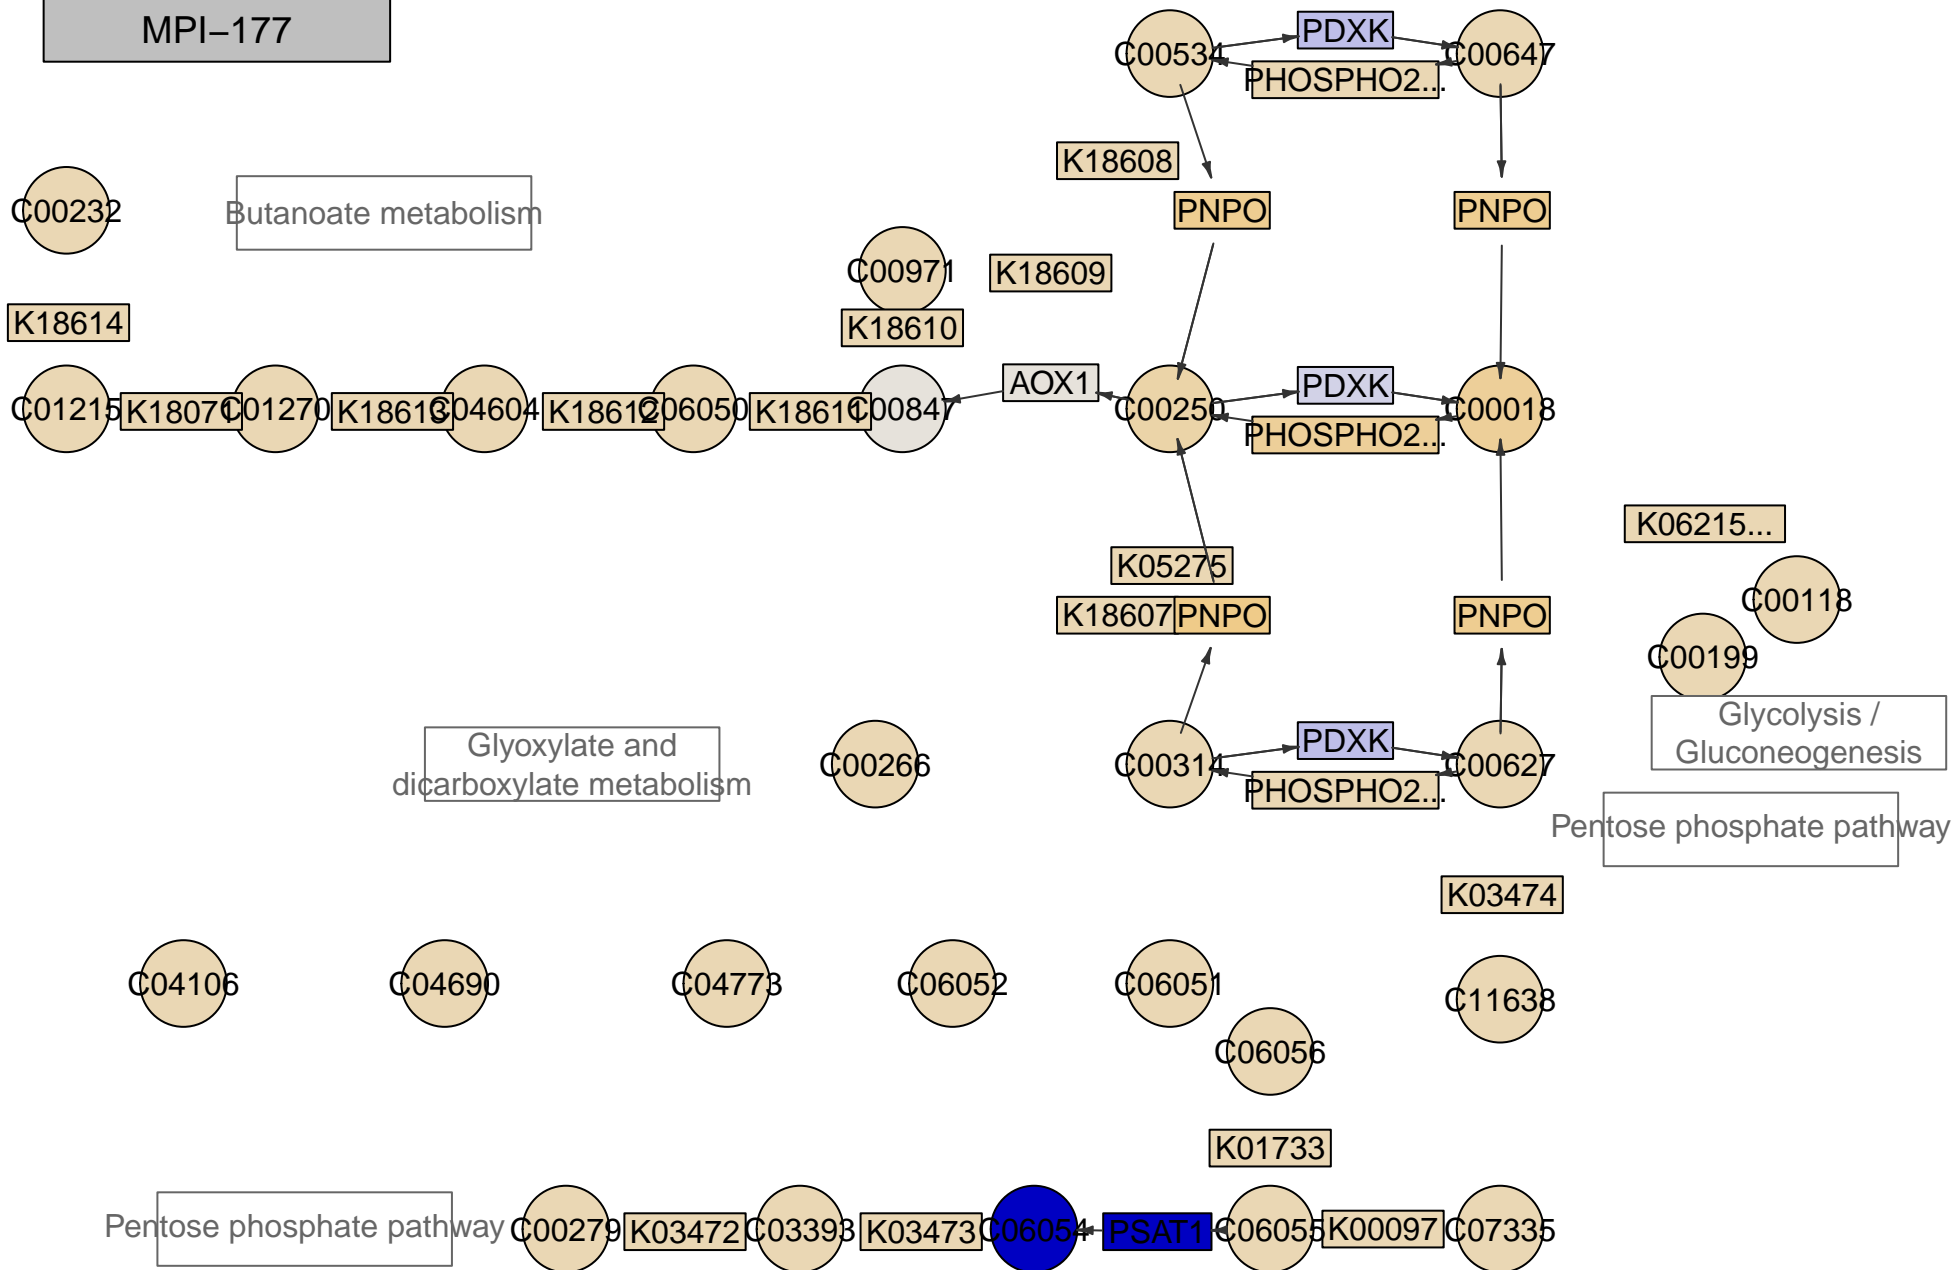 MPI−177
C00534
PDXK
C00647
PHOSPHO2...
K18608
C00232
Butanoate metabolism
PNPO
PNPO
C00971
K18609
K18614
K18610
C01215
K18071
C01270
K18613
C04604
K18612
C06050
K18611
C00847
AOX1
C00250
PDXK
C00018
PHOSPHO2...
K06215...
K05275
C00118
K18607
PNPO
PNPO
C00199
Glycolysis /
Gluconeogenesis
Glyoxylate and
dicarboxylate metabolism
C00266
C00314
PDXK
C00627
PHOSPHO2...
Pentose phosphate pathway
K03474
C04106
C04690
C04773
C06052
C06051
C11638
C06056
K01733
Pentose phosphate pathway
C00279
K03472
C03393
K03473
C06054
PSAT1
C06055
K00097
C07335